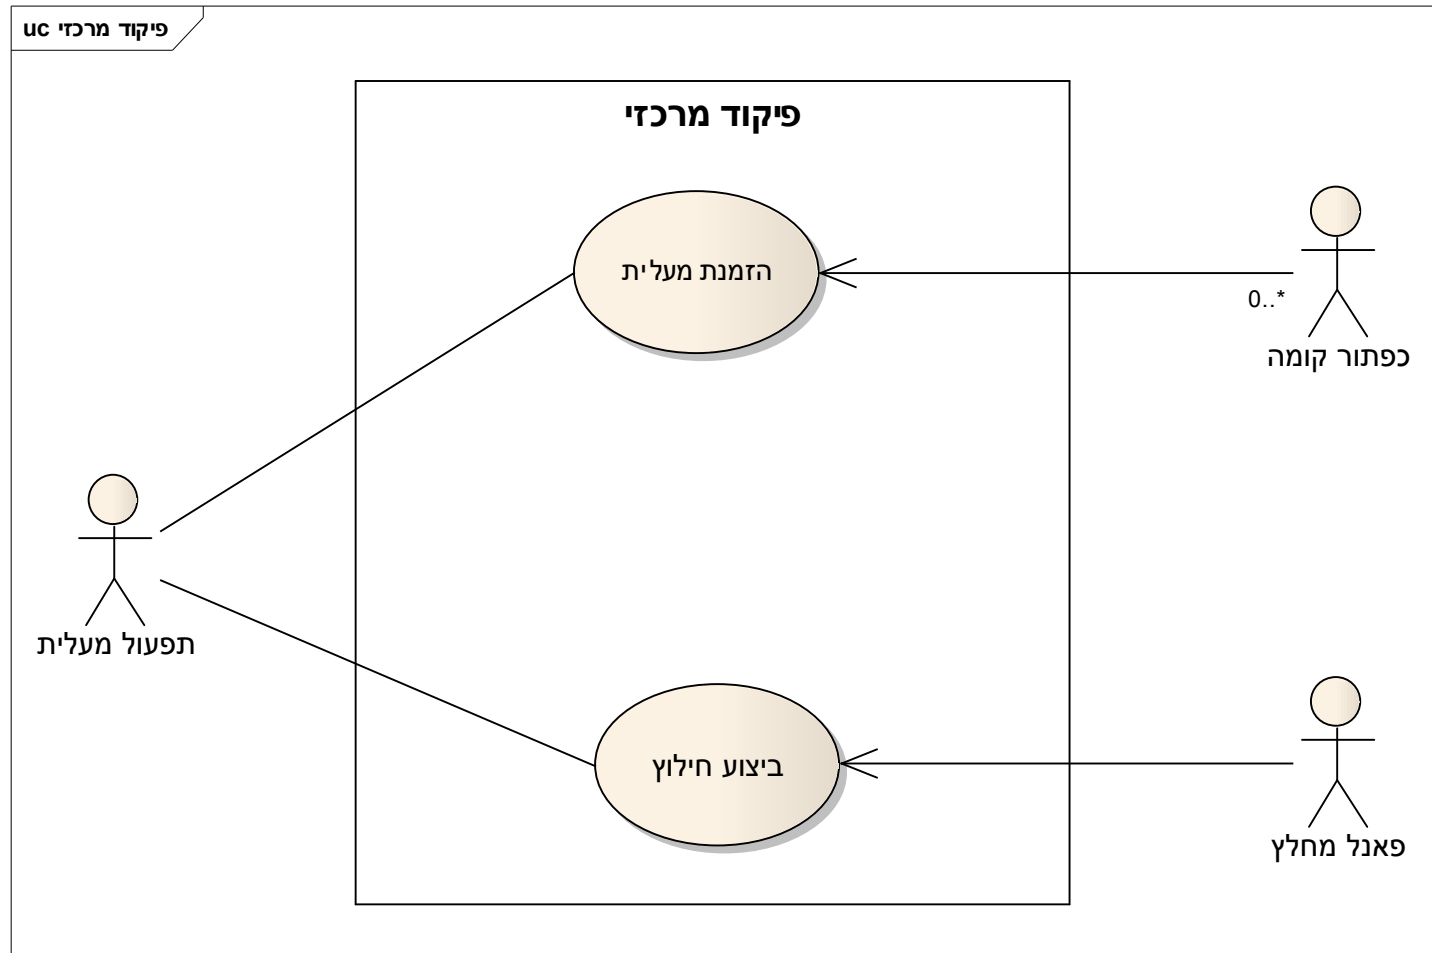 uc פיקוד מרכזי
פיקוד מרכזי
הזמנת מעלית
0..*
כפתור קומה
תפעול מעלית
ביצוע חילוץ
פאנל מחלץ